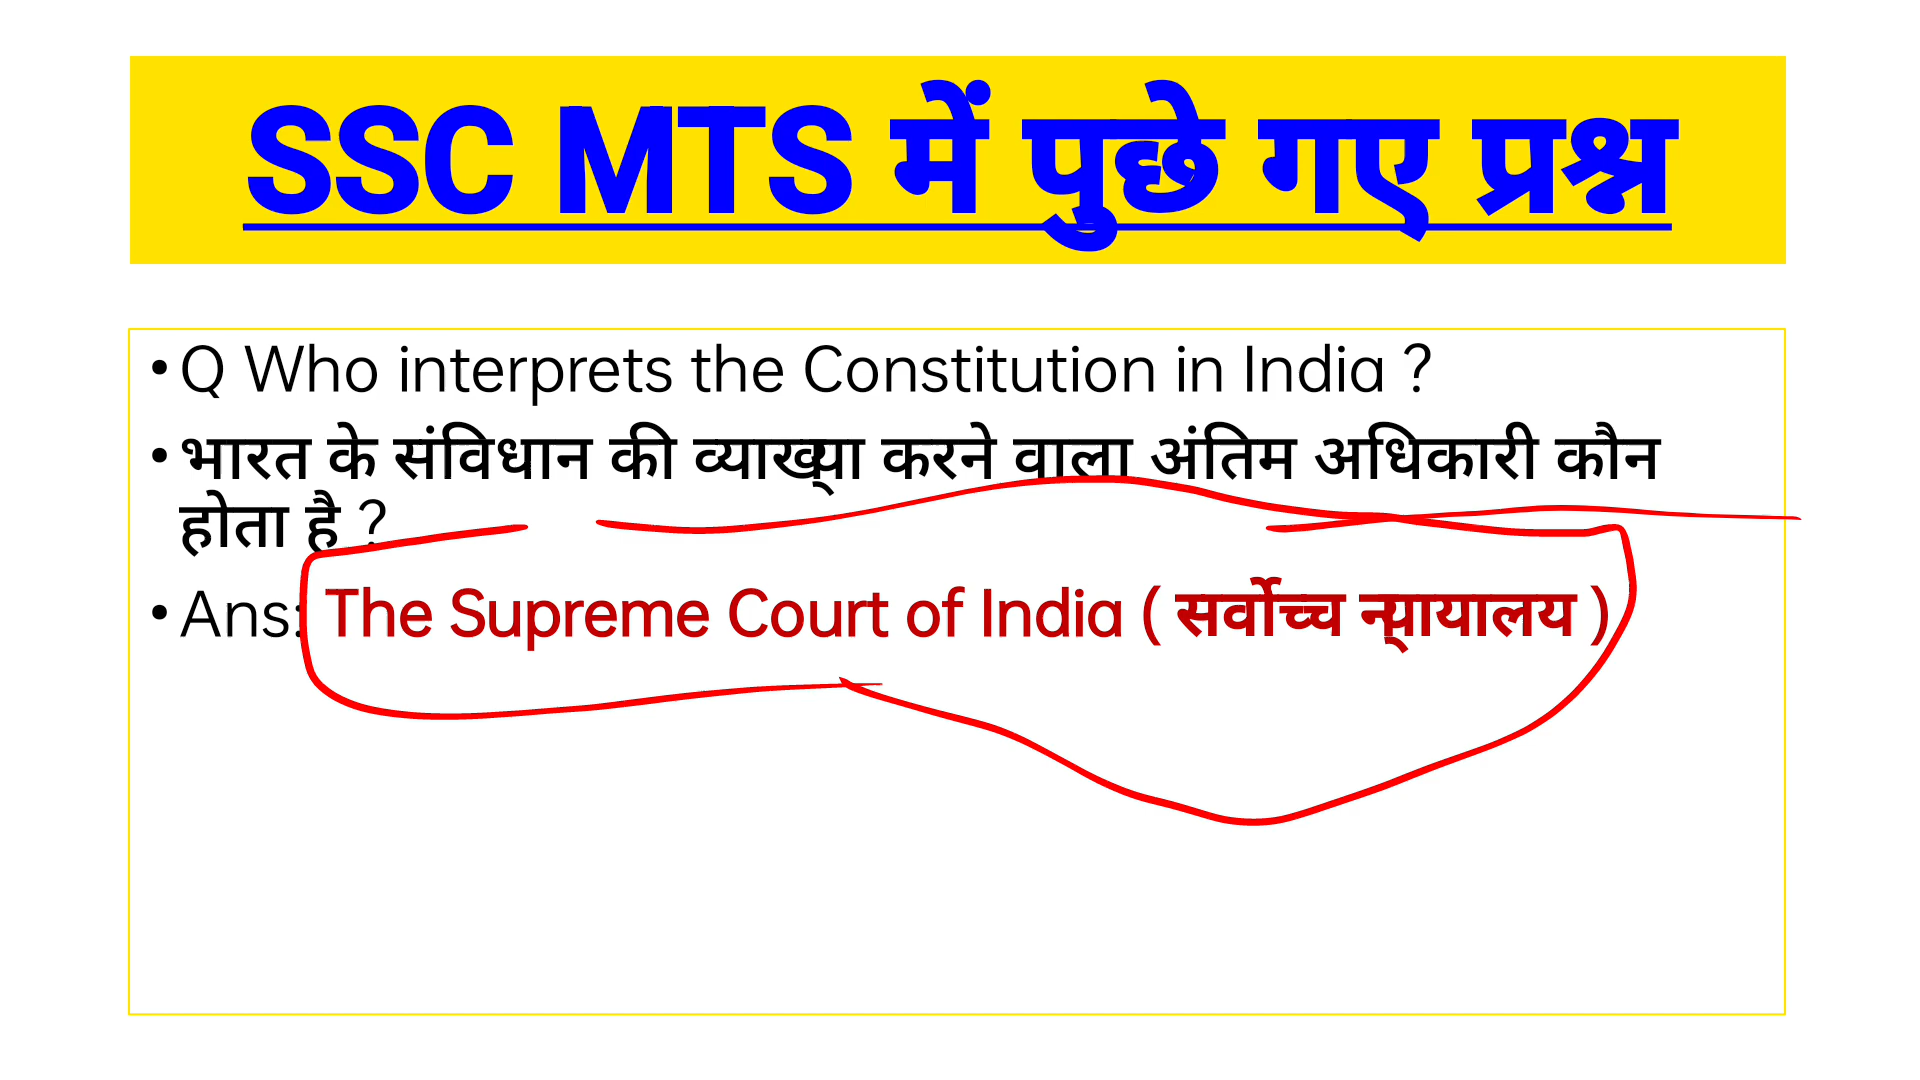 SSC MTS में पुछे गए प्रश्न
• Q Who interprets the Constitution in India ?
• भारत के संविधान की व्याख्या करने वाला अंतिम अधिकारी कौन
होता है ?
• Ans: The Supreme Court of India ( सर्वोच्च न्यायालय )